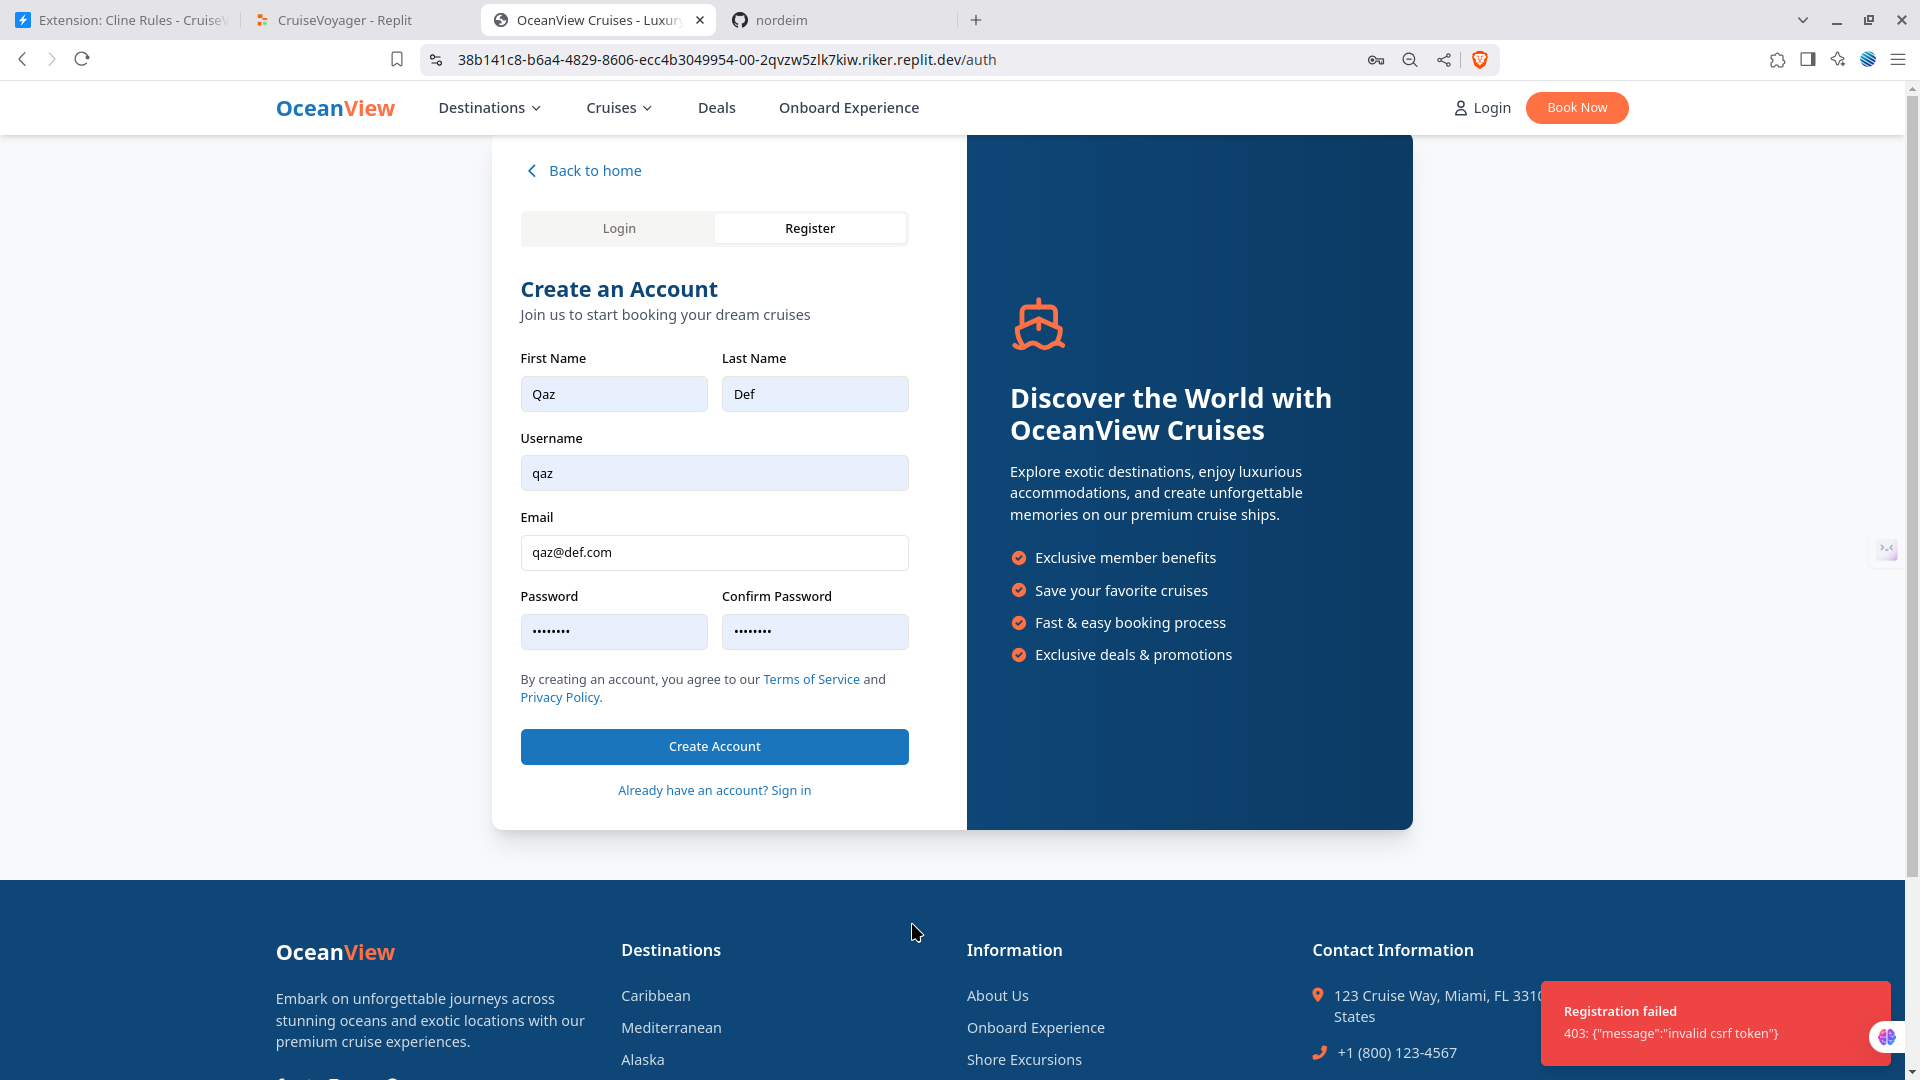 Extension: Cline Rules - Cruise
CruiseVoyager - Replit
OceanView Cruises - Luxur
nordeim
38b141c8-b6a4-4829-8606-ecc4b3049954-00-2qvzw5zlk7kiw.riker.replit.dev/auth
OceanView
Destinations
Cruises
Deals
Onboard Experience
Login
Book Now
Back to home
Login
Register
Create an Account
Join us to start booking your dream cruises
First Name
Last Name
Qaz
Def
Username
qaz
Email
qaz@def.com
Password
Confirm Password
By creating an account, you agree to our Terms of Service and
Privacy Policy.
Create Account
Already have an account? Sign in
Discover the World with
OceanView Cruises
Explore exotic destinations, enjoy luxurious
accommodations, and create unforgettable
memories on our premium cruise ships.
Exclusive member benefits
Save your favorite cruises
Fast & easy booking process
Exclusive deals & promotions
OceanView
Embark on unforgettable journeys across
stunning oceans and exotic locations with our
premium cruise experiences.
Destinations
Caribbean
Mediterranean
Alaska
Information
About Us
Onboard Experience
Shore Excursions
Contact Information
123 Cruise Way, Miami, FL 3310
States
+1 (800) 123-4567
Registration failed
403: {"message":"invalid csrf token"}